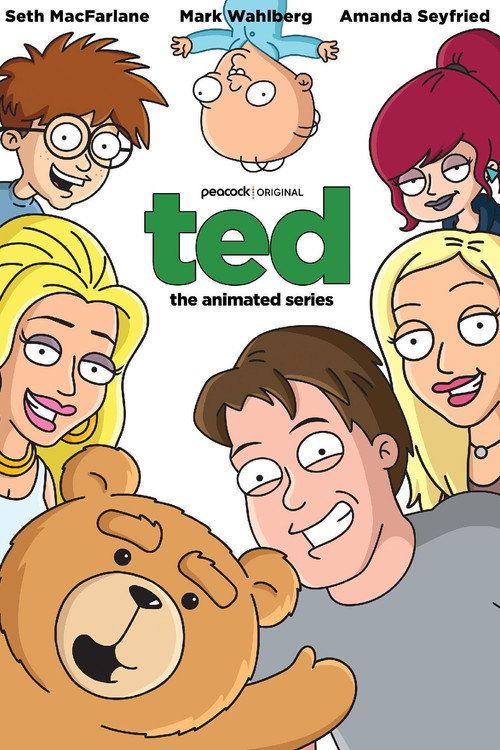 Seth MacFarlane Mark Wahlberg Amanda Seyfried
peacock ORIGINAL
ted
the animated series